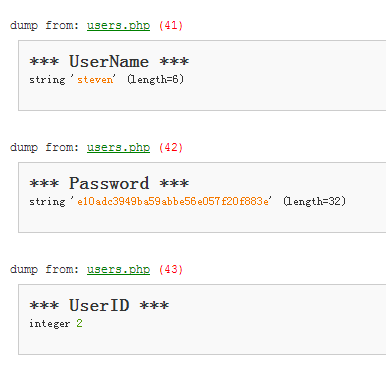 dump from: users.php (41)
*** UserName ***
string 'steven' (length=6)
dump from: users.php (42)
*** Password ***
string 'e10adc3949ba59abbe56e057f20f883e' (length=32)
dump from: users.php (43)
*** UserID ***
integer 2